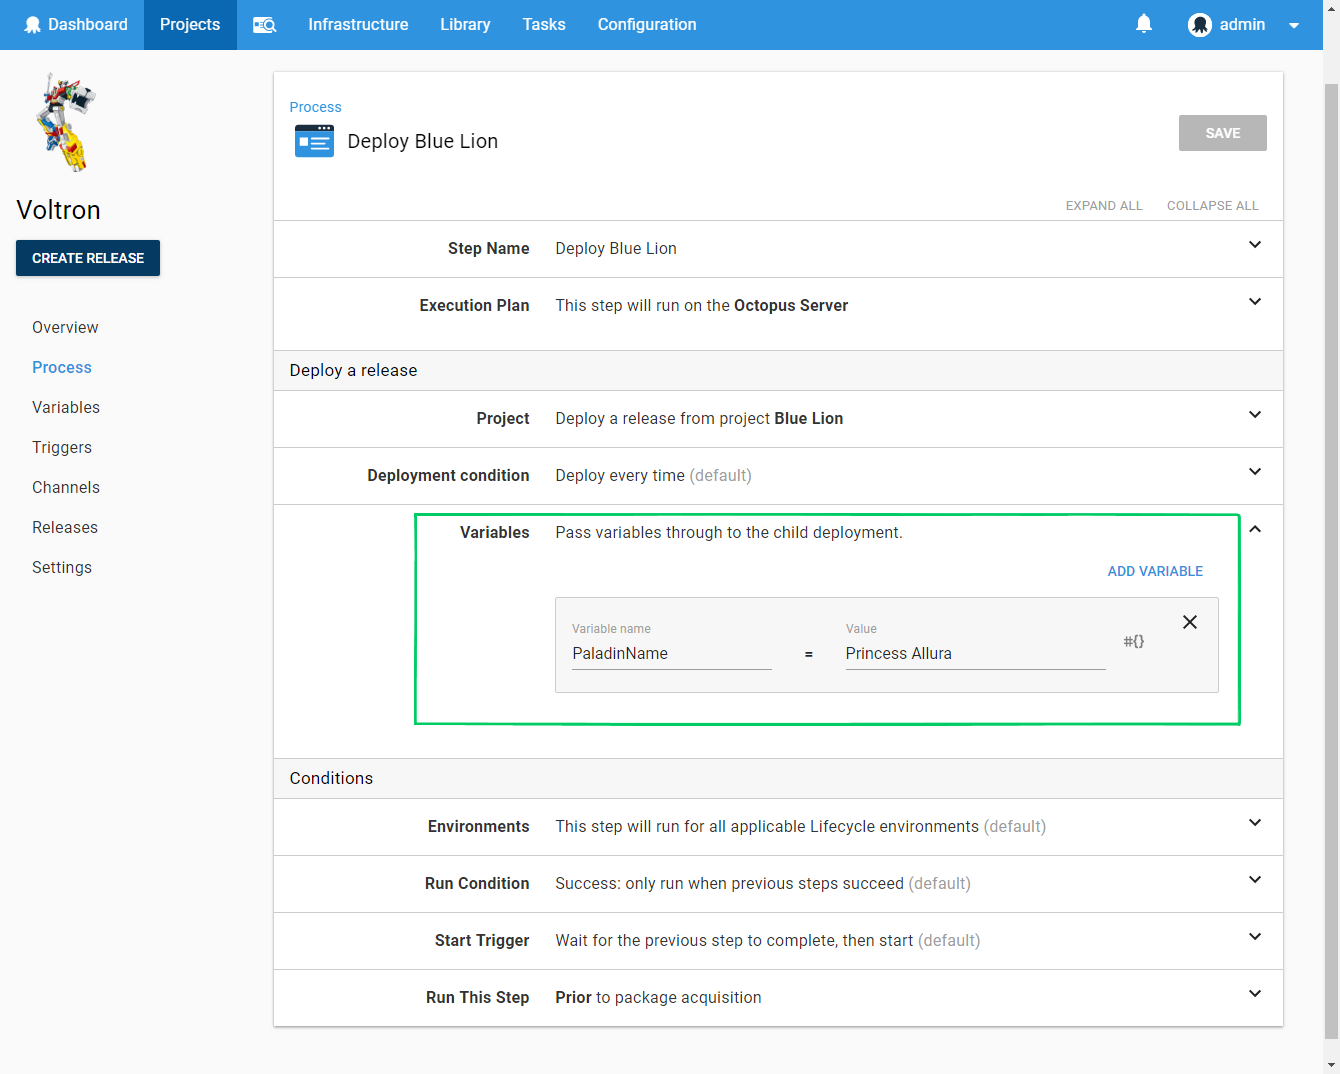 Dashboard Projects Infrastructure Library Tasks Configuration admin
Voltron
CREATE RELEASE
Overview
Process
Variables
Triggers
Channels
Releases
Settings
Process
Deploy Blue Lion
SAVE
EXPAND ALL COLLAPSE ALL
Step Name Deploy Blue Lion
Execution Plan This step will run on the Octopus Server
Deploy a release
Project Deploy a release from project Blue Lion
Deployment condition Deploy every time (default)
Variables Pass variables through to the child deployment.
ADD VARIABLE
Variable name Value
PaladinName = Princess Allura #{}
Conditions
Environments This step will run for all applicable Lifecycle environments (default)
Run Condition Success: only run when previous steps succeed (default)
Start Trigger Wait for the previous step to complete, then start (default)
Run This Step Prior to package acquisition